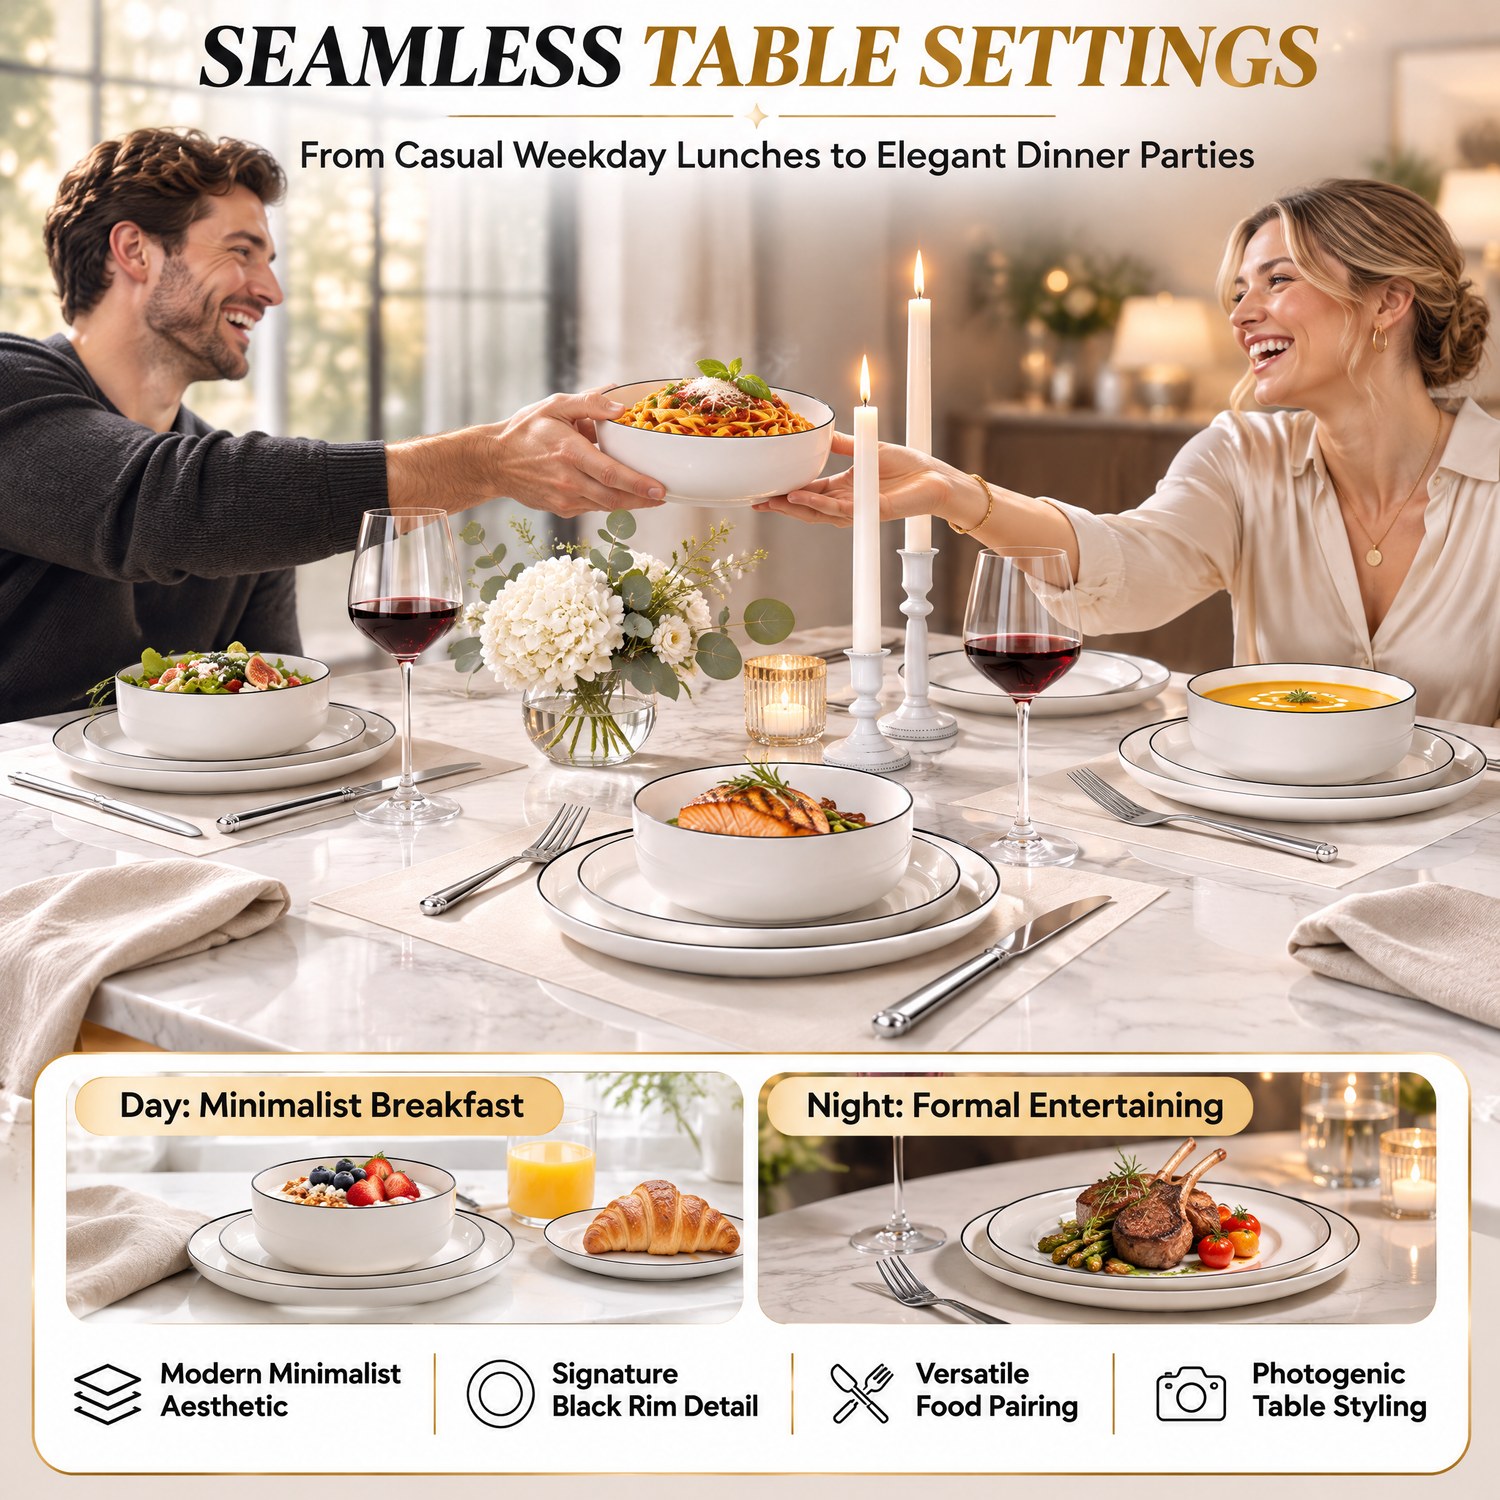 SEAMLESS TABLE SETTINGS
From Casual Weekday Lunches to Elegant Dinner Parties
Day: Minimalist Breakfast
Night: Formal Entertaining
Modern Minimalist
Aesthetic
Signature
Black Rim Detail
Versatile
Food Pairing
Photogenic
Table Styling